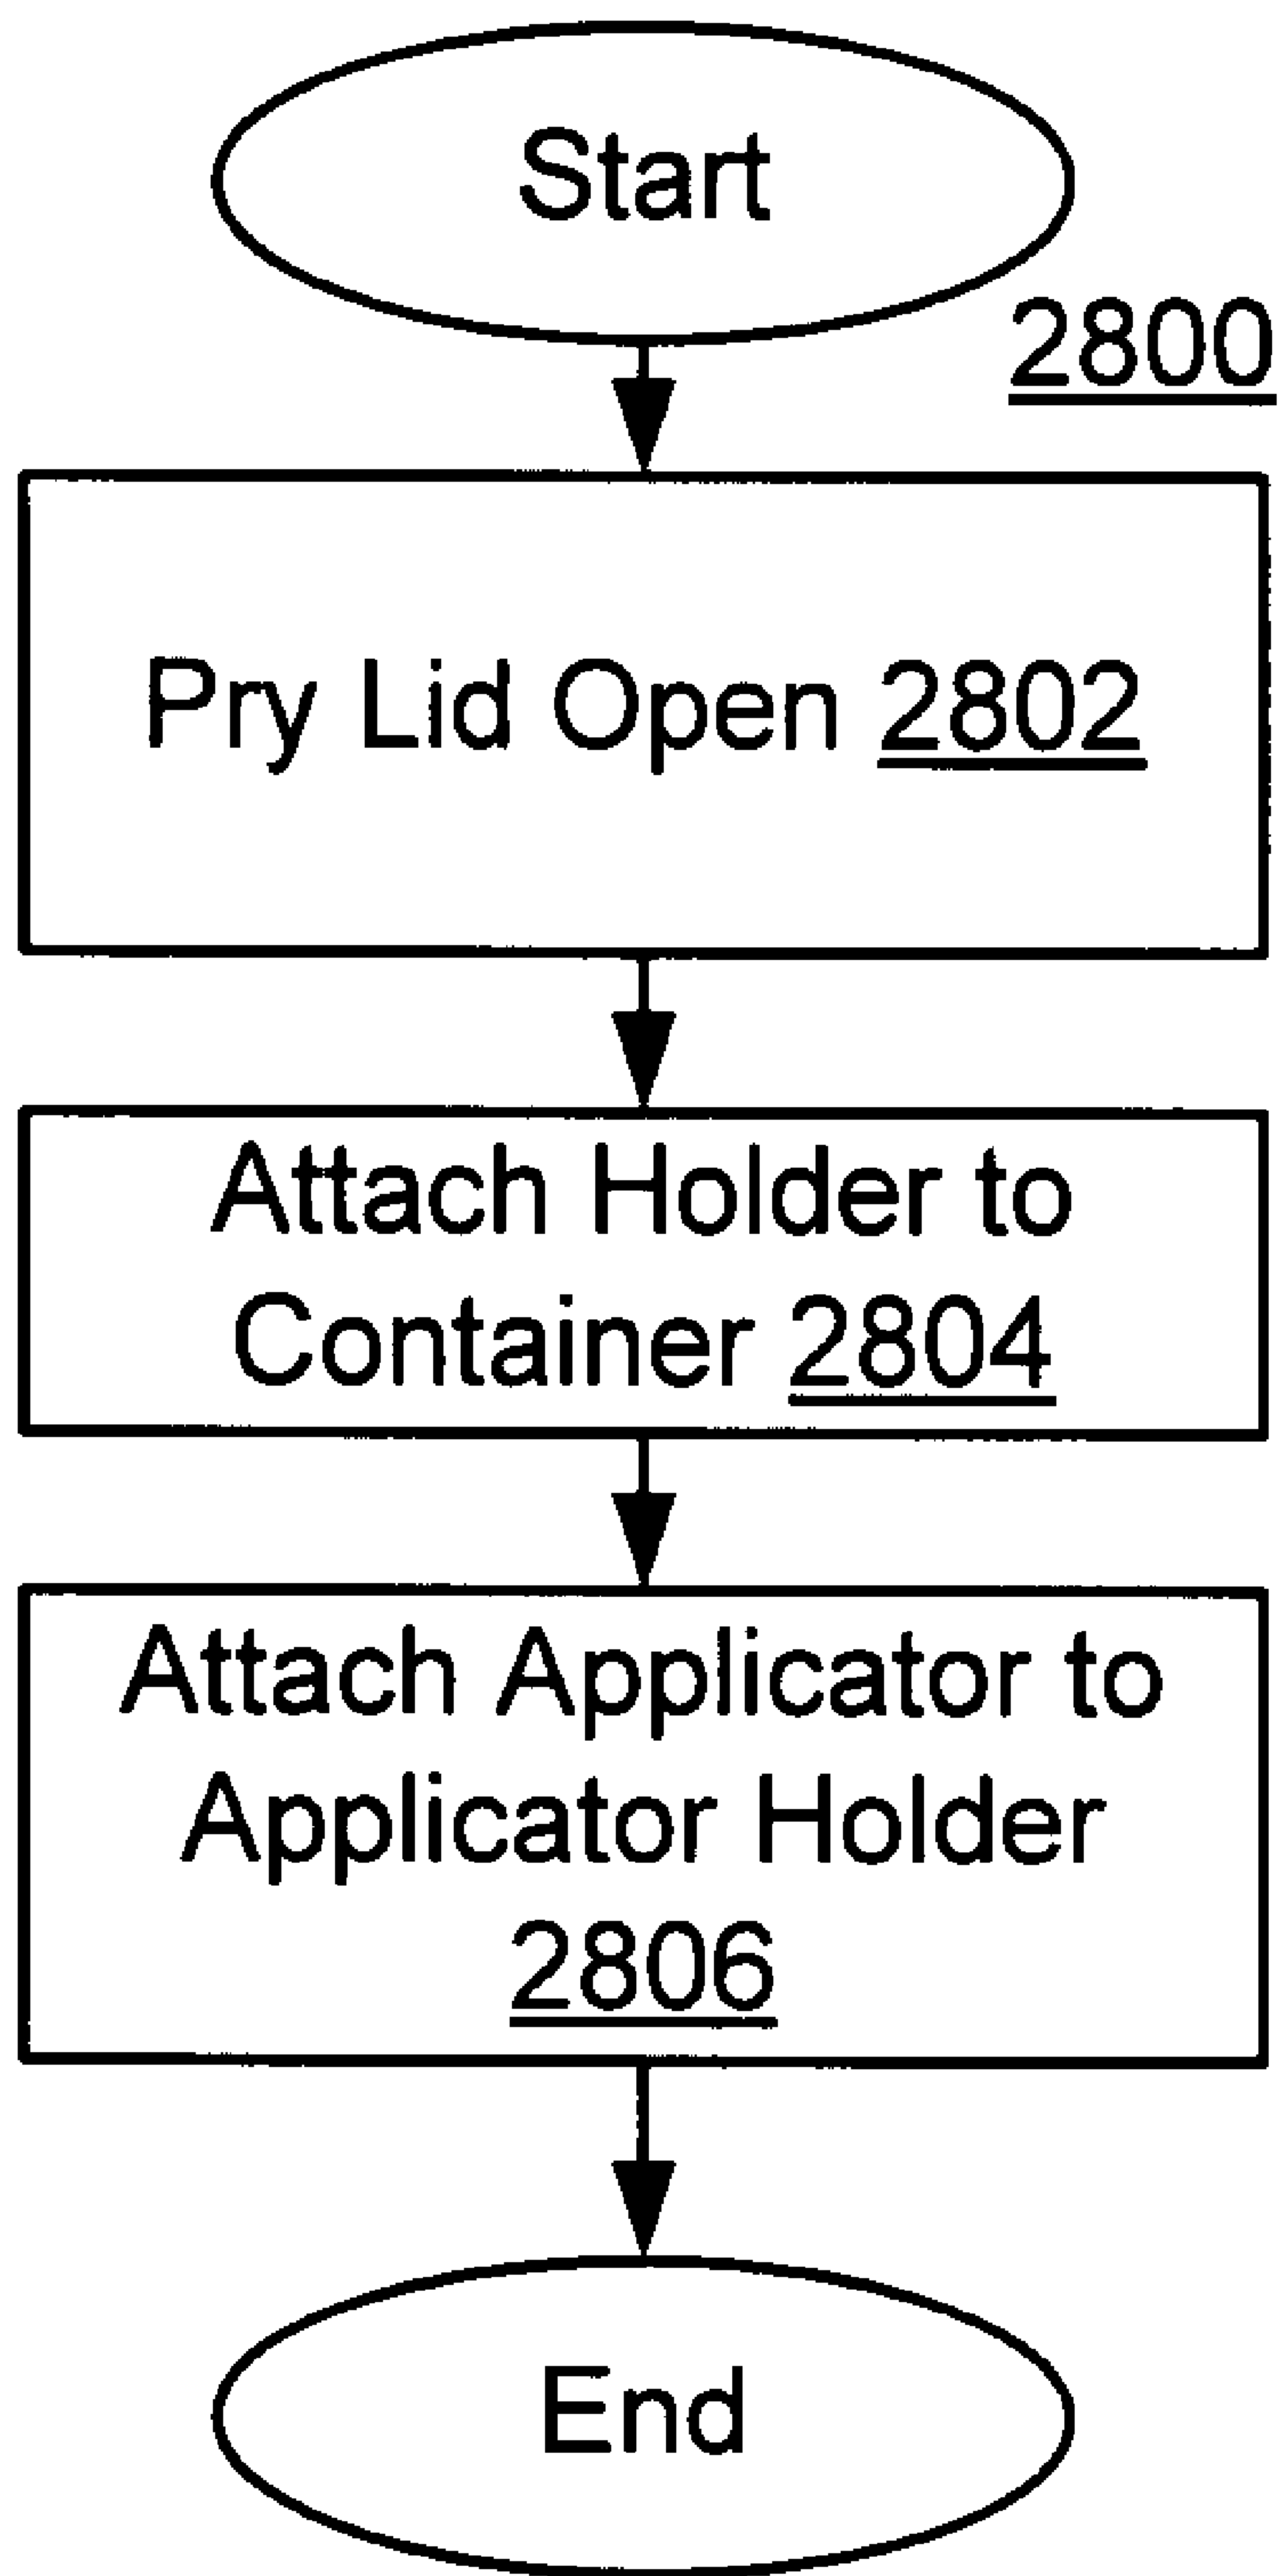 Start
2800
Pry Lid Open 2802
Attach Holder to
Container 2804
Attach Applicator to
Applicator Holder
2806
End